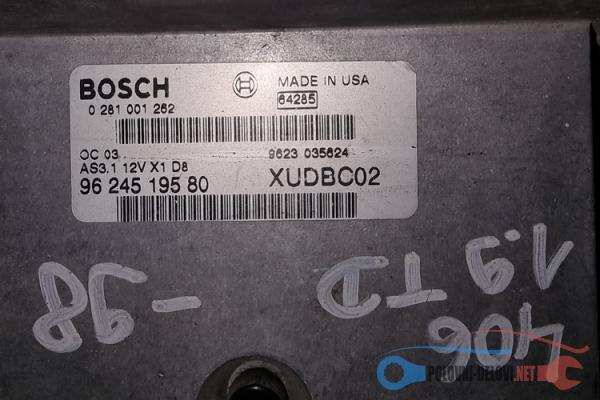 BOSCH
MADE IN USA
0 281 001 262
64285
OC 03
9623 035624
AS3.1 12V X1 D8
96 245 195 80
XUDBC02
406
1.9 TD
-98
POLOVNI-DELOVI.NET